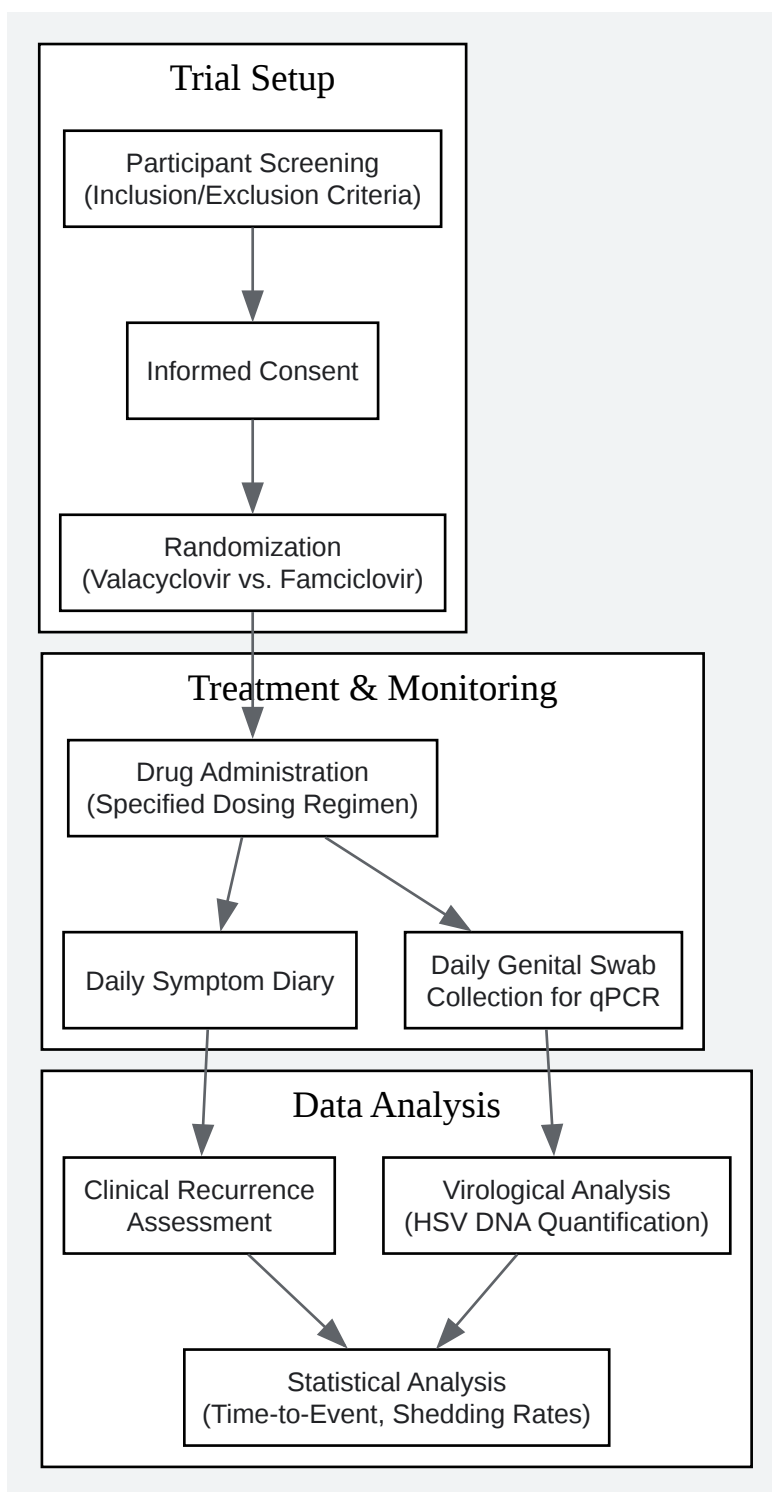 Trial Setup
Participant Screening
(Inclusion/Exclusion Criteria)
Informed Consent
Randomization
(Valacyclovir vs. Famciclovir)
Treatment & Monitoring
Drug Administration
(Specified Dosing Regimen)
Daily Symptom Diary
Daily Genital Swab
Collection for qPCR
Data Analysis
Clinical Recurrence
Assessment
Virological Analysis
(HSV DNA Quantification)
Statistical Analysis
(Time-to-Event, Shedding Rates)